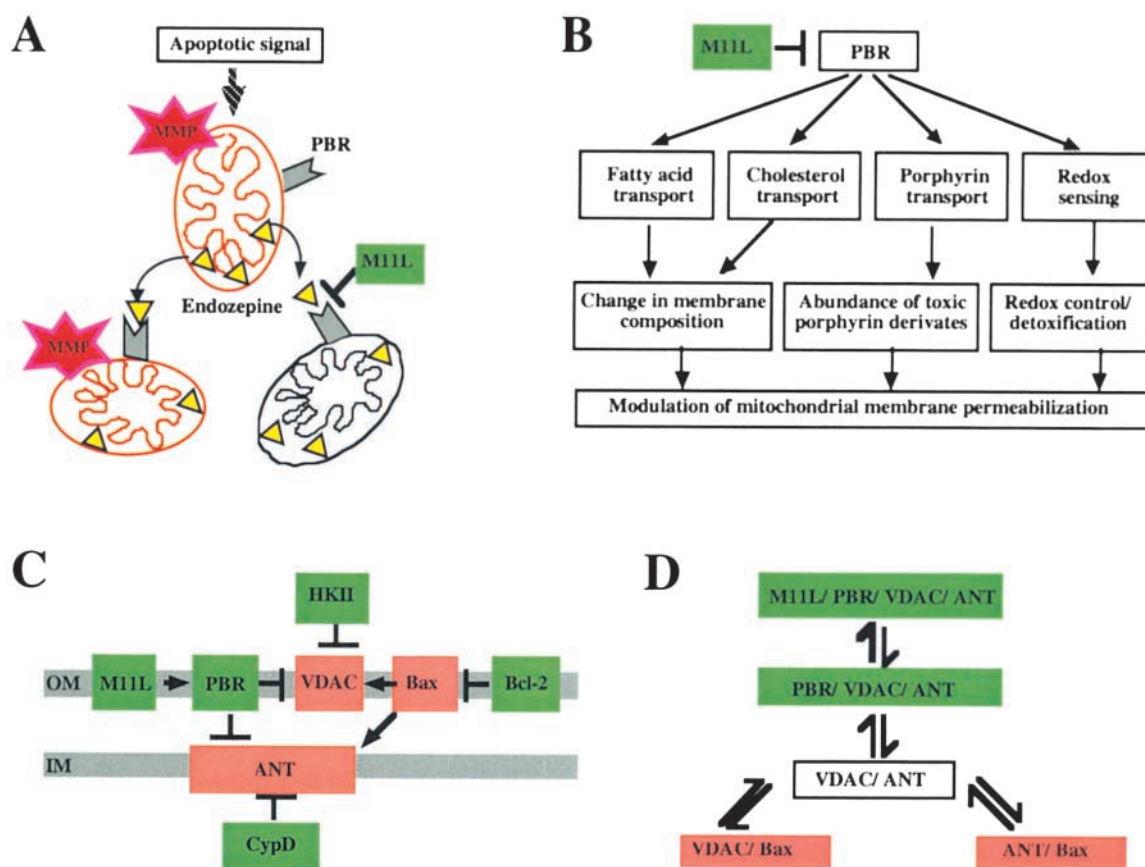 A
Apoptotic signal
MMP
PBR
M11L
Endozepine
MMP
B
M11L
PBR
Fatty acid
transport
Cholesterol
transport
Porphyrin
transport
Redox
sensing
Change in membrane
composition
Abundance of toxic
porphyrin derivates
Redox control/
detoxification
Modulation of mitochondrial membrane permeabilization
C
HKII
OM
M11L
PBR
VDAC
Bax
Bcl-2
IM
ANT
CypD
D
M11L/ PBR/ VDAC/ ANT
PBR/ VDAC/ ANT
VDAC/ ANT
VDAC/ Bax
ANT/ Bax